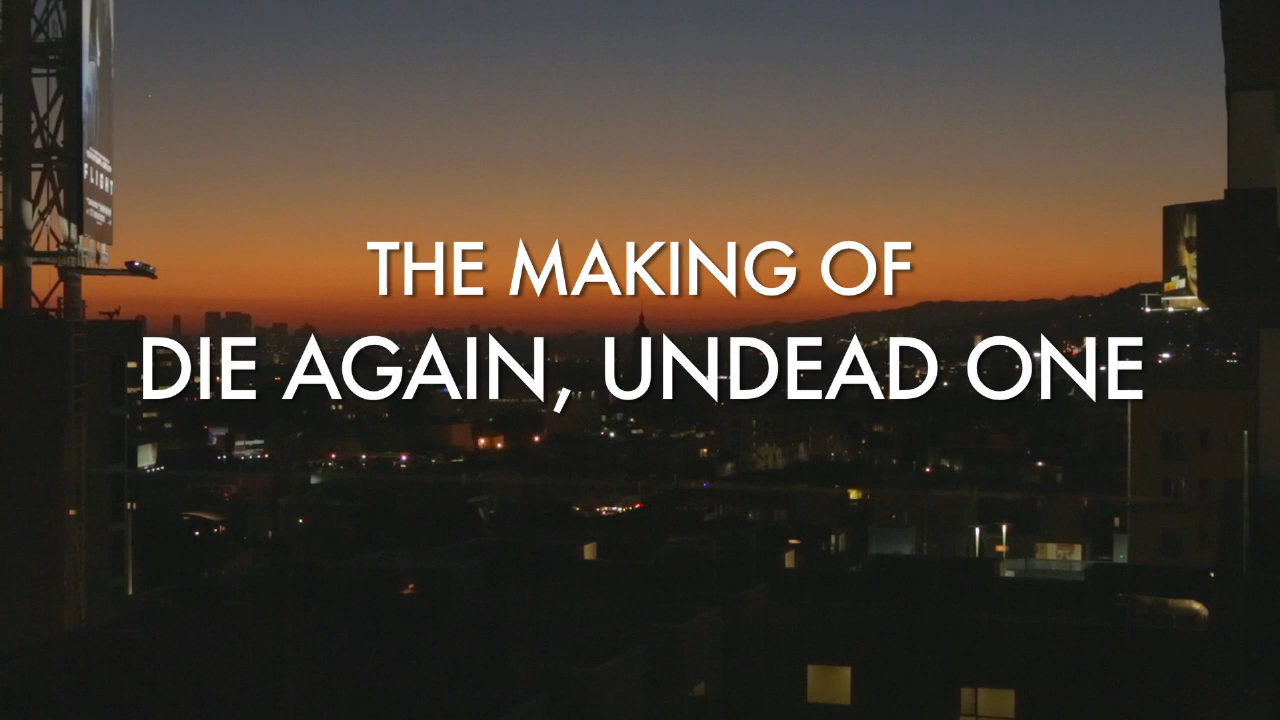 FLIGHT
THE MAKING OF
DIE AGAIN, UNDEAD ONE